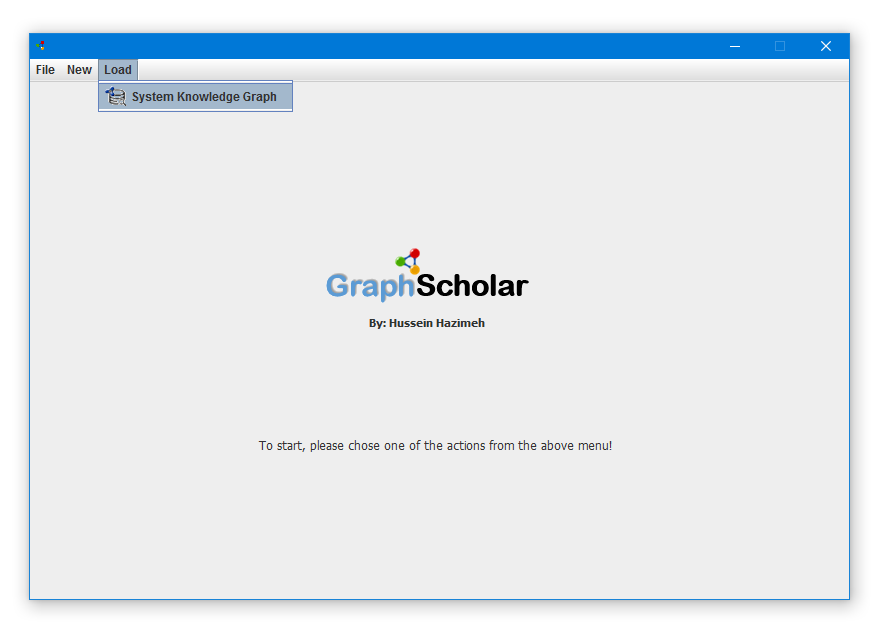 File New Load
System Knowledge Graph
GraphScholar
By: Hussein Hazimeh
To start, please chose one of the actions from the above menu!